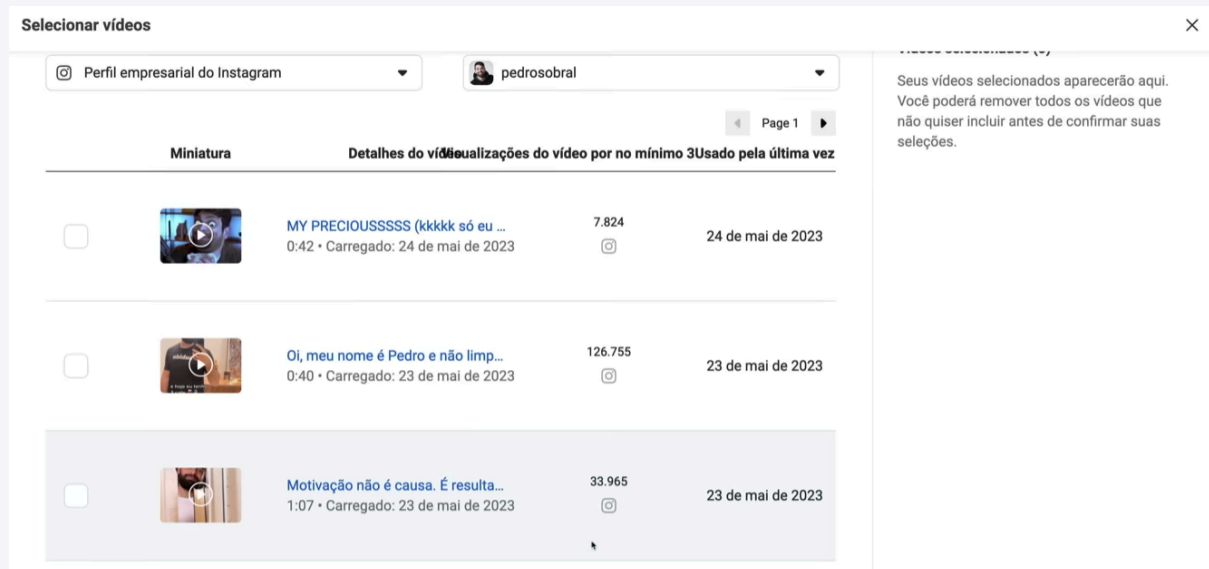 Selecionar vídeos
Perfil empresarial do Instagram
pedrosobral
Page 1
Miniatura
Detalhes do vídeo
Visualizações do vídeo por no mínimo 3
Usado pela última vez
MY PRECIOUSSSSS (kkkkk só eu ...
0:42 • Carregado: 24 de mai de 2023
7.824
24 de mai de 2023
Oi, meu nome é Pedro e não limp...
0:40 • Carregado: 23 de mai de 2023
126.755
23 de mai de 2023
Motivação não é causa. É resulta...
1:07 • Carregado: 23 de mai de 2023
33.965
23 de mai de 2023
Seus vídeos selecionados aparecerão aqui.
Você poderá remover todos os vídeos que
não quiser incluir antes de confirmar suas
seleções.